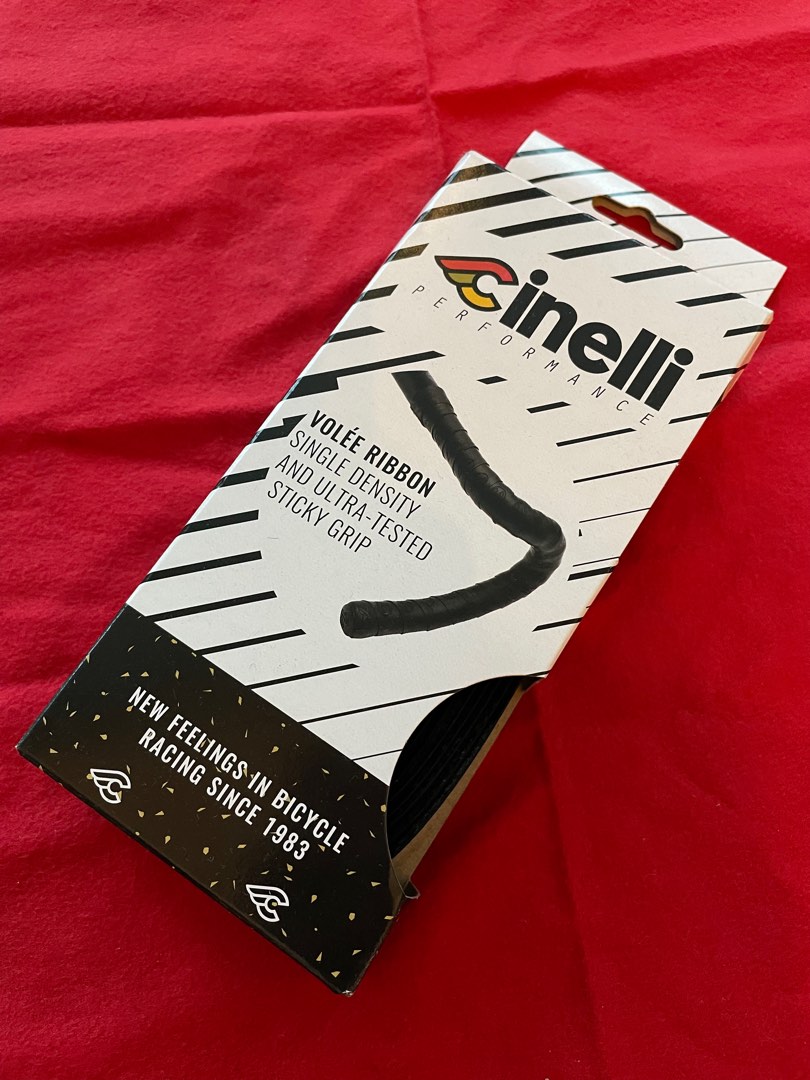 Cinelli
PERFORMANCE
VOLÉE RIBBON
SINGLE DENSITY
AND ULTRA-TESTED
STICKY GRIP
NEW FEELINGS IN BICYCLE
RACING SINCE 1983